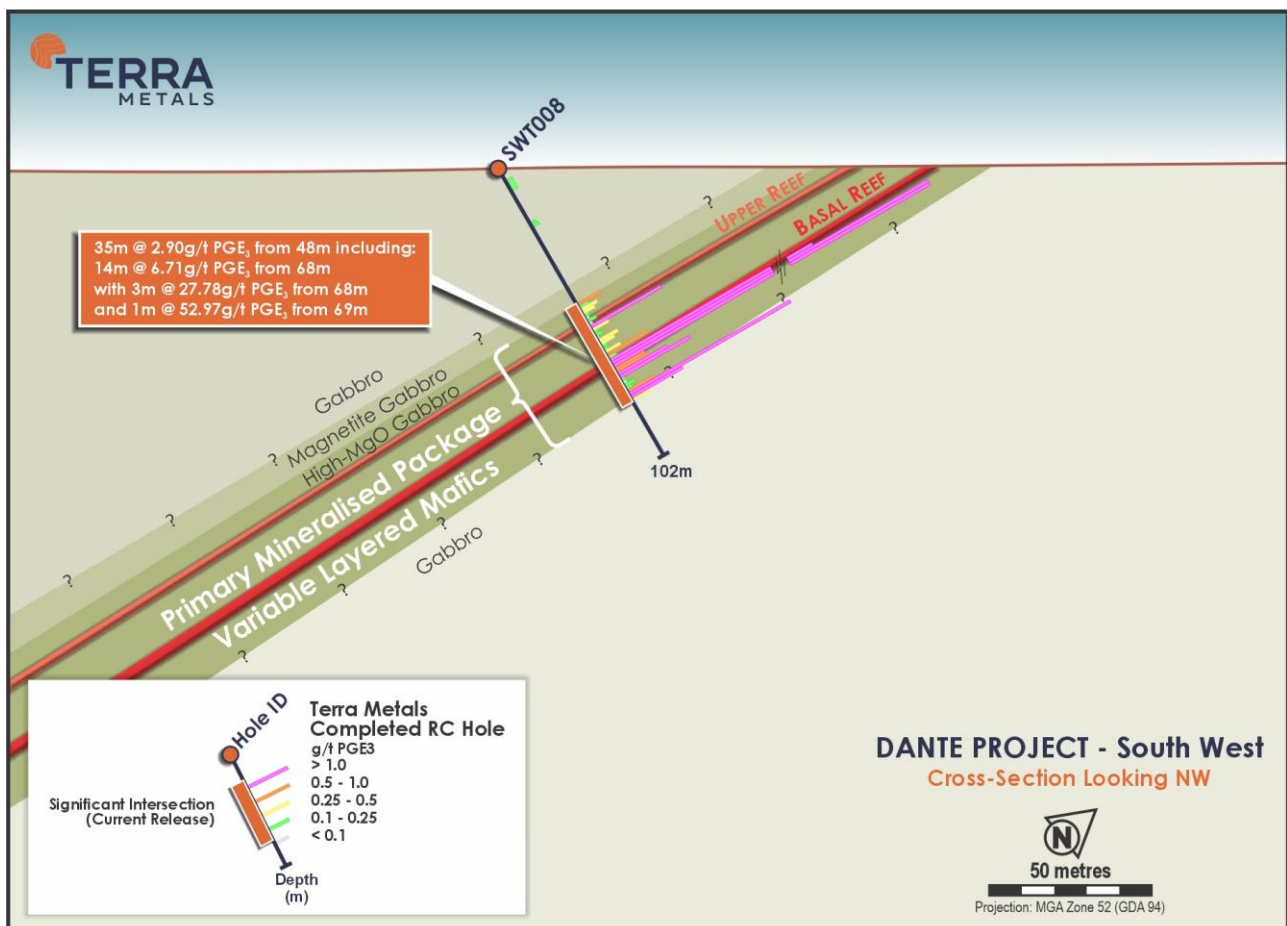 TERRA
METALS
SWT008
UPPER REEF
BASAL REEF
35m @ 2.90g/t PGE₃ from 48m including:
14m @ 6.71g/t PGE₃ from 68m
with 3m @ 27.78g/t PGE₃ from 68m
and 1m @ 52.97g/t PGE₃ from 69m
?
?
?
?
?
?
?
?
?
?
?
?
?
Gabbro
Magnetite Gabbro
High-MgO Gabbro
Primary Mineralised Package
Variable Layered Mafics
Gabbro
102m
Hole ID
Terra Metals
Completed RC Hole
g/t PGE3
> 1.0
0.5 - 1.0
0.25 - 0.5
0.1 - 0.25
< 0.1
Significant Intersection
(Current Release)
Depth
(m)
DANTE PROJECT - South West
Cross-Section Looking NW
N
50 metres
Projection: MGA Zone 52 (GDA 94)